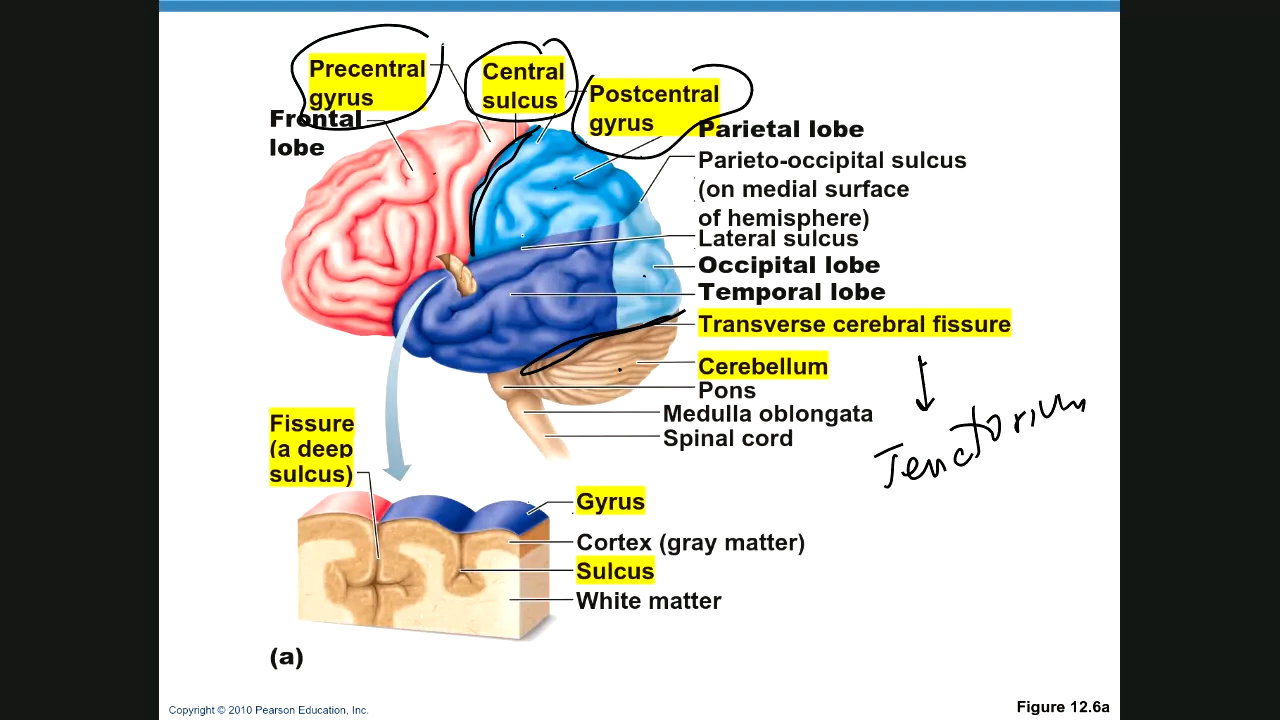 Precentral
gyrus
Central
sulcus
Postcentral
gyrus
Frontal
lobe
Parietal lobe
Parieto-occipital sulcus
(on medial surface
of hemisphere)
Lateral sulcus
Occipital lobe
Temporal lobe
Transverse cerebral fissure
Cerebellum
Pons
Medulla oblongata
Spinal cord
Tenctorium
Fissure
(a deep
sulcus)
Gyrus
Cortex (gray matter)
Sulcus
White matter
(a)
Copyright © 2010 Pearson Education, Inc.
Figure 12.6a